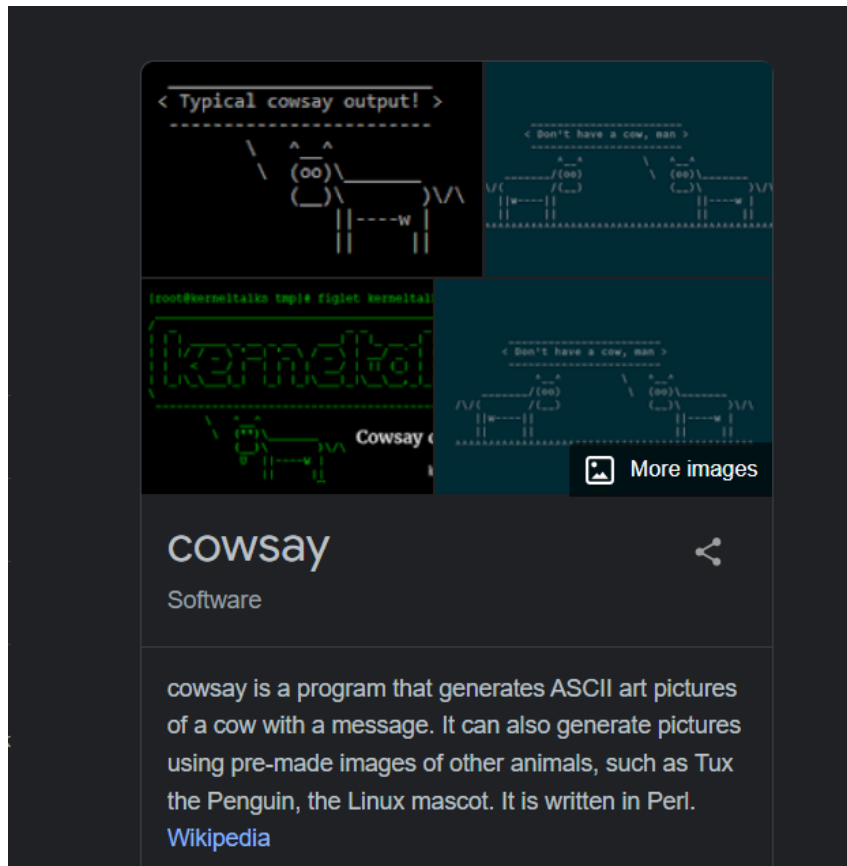 < Typical cowsay output! >
< Don't have a cow, man >
[root@kerneltalks tmp]# figlet kerneltal
kerneltal
Cowsay
< Don't have a cow, man >
More images
cowsay
Software
cowsay is a program that generates ASCII art pictures
of a cow with a message. It can also generate pictures
using pre-made images of other animals, such as Tux
the Penguin, the Linux mascot. It is written in Perl.
Wikipedia